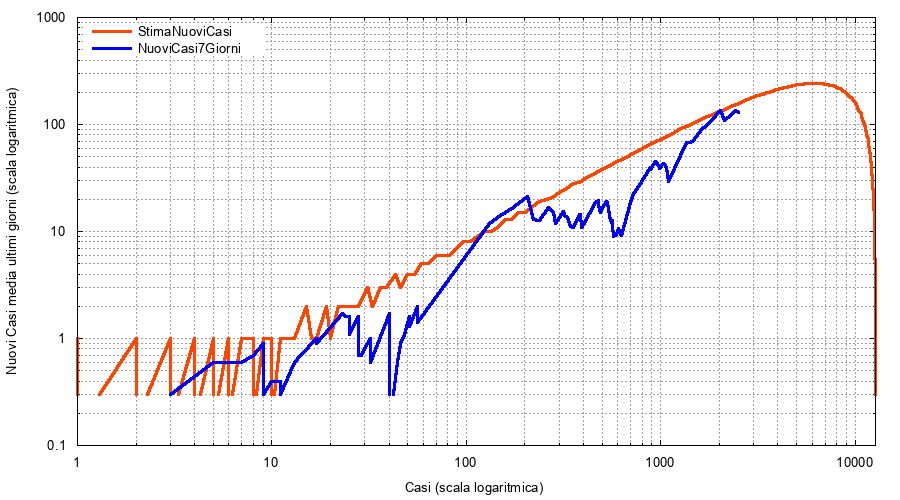 1000
StimaNuoviCasi
NuoviCasi7Giorni
100
10
1
0.1
Nuovi Casi media ultimi giorni (scala logaritmica)
1 10 100 1000 10000
Casi (scala logaritmica)